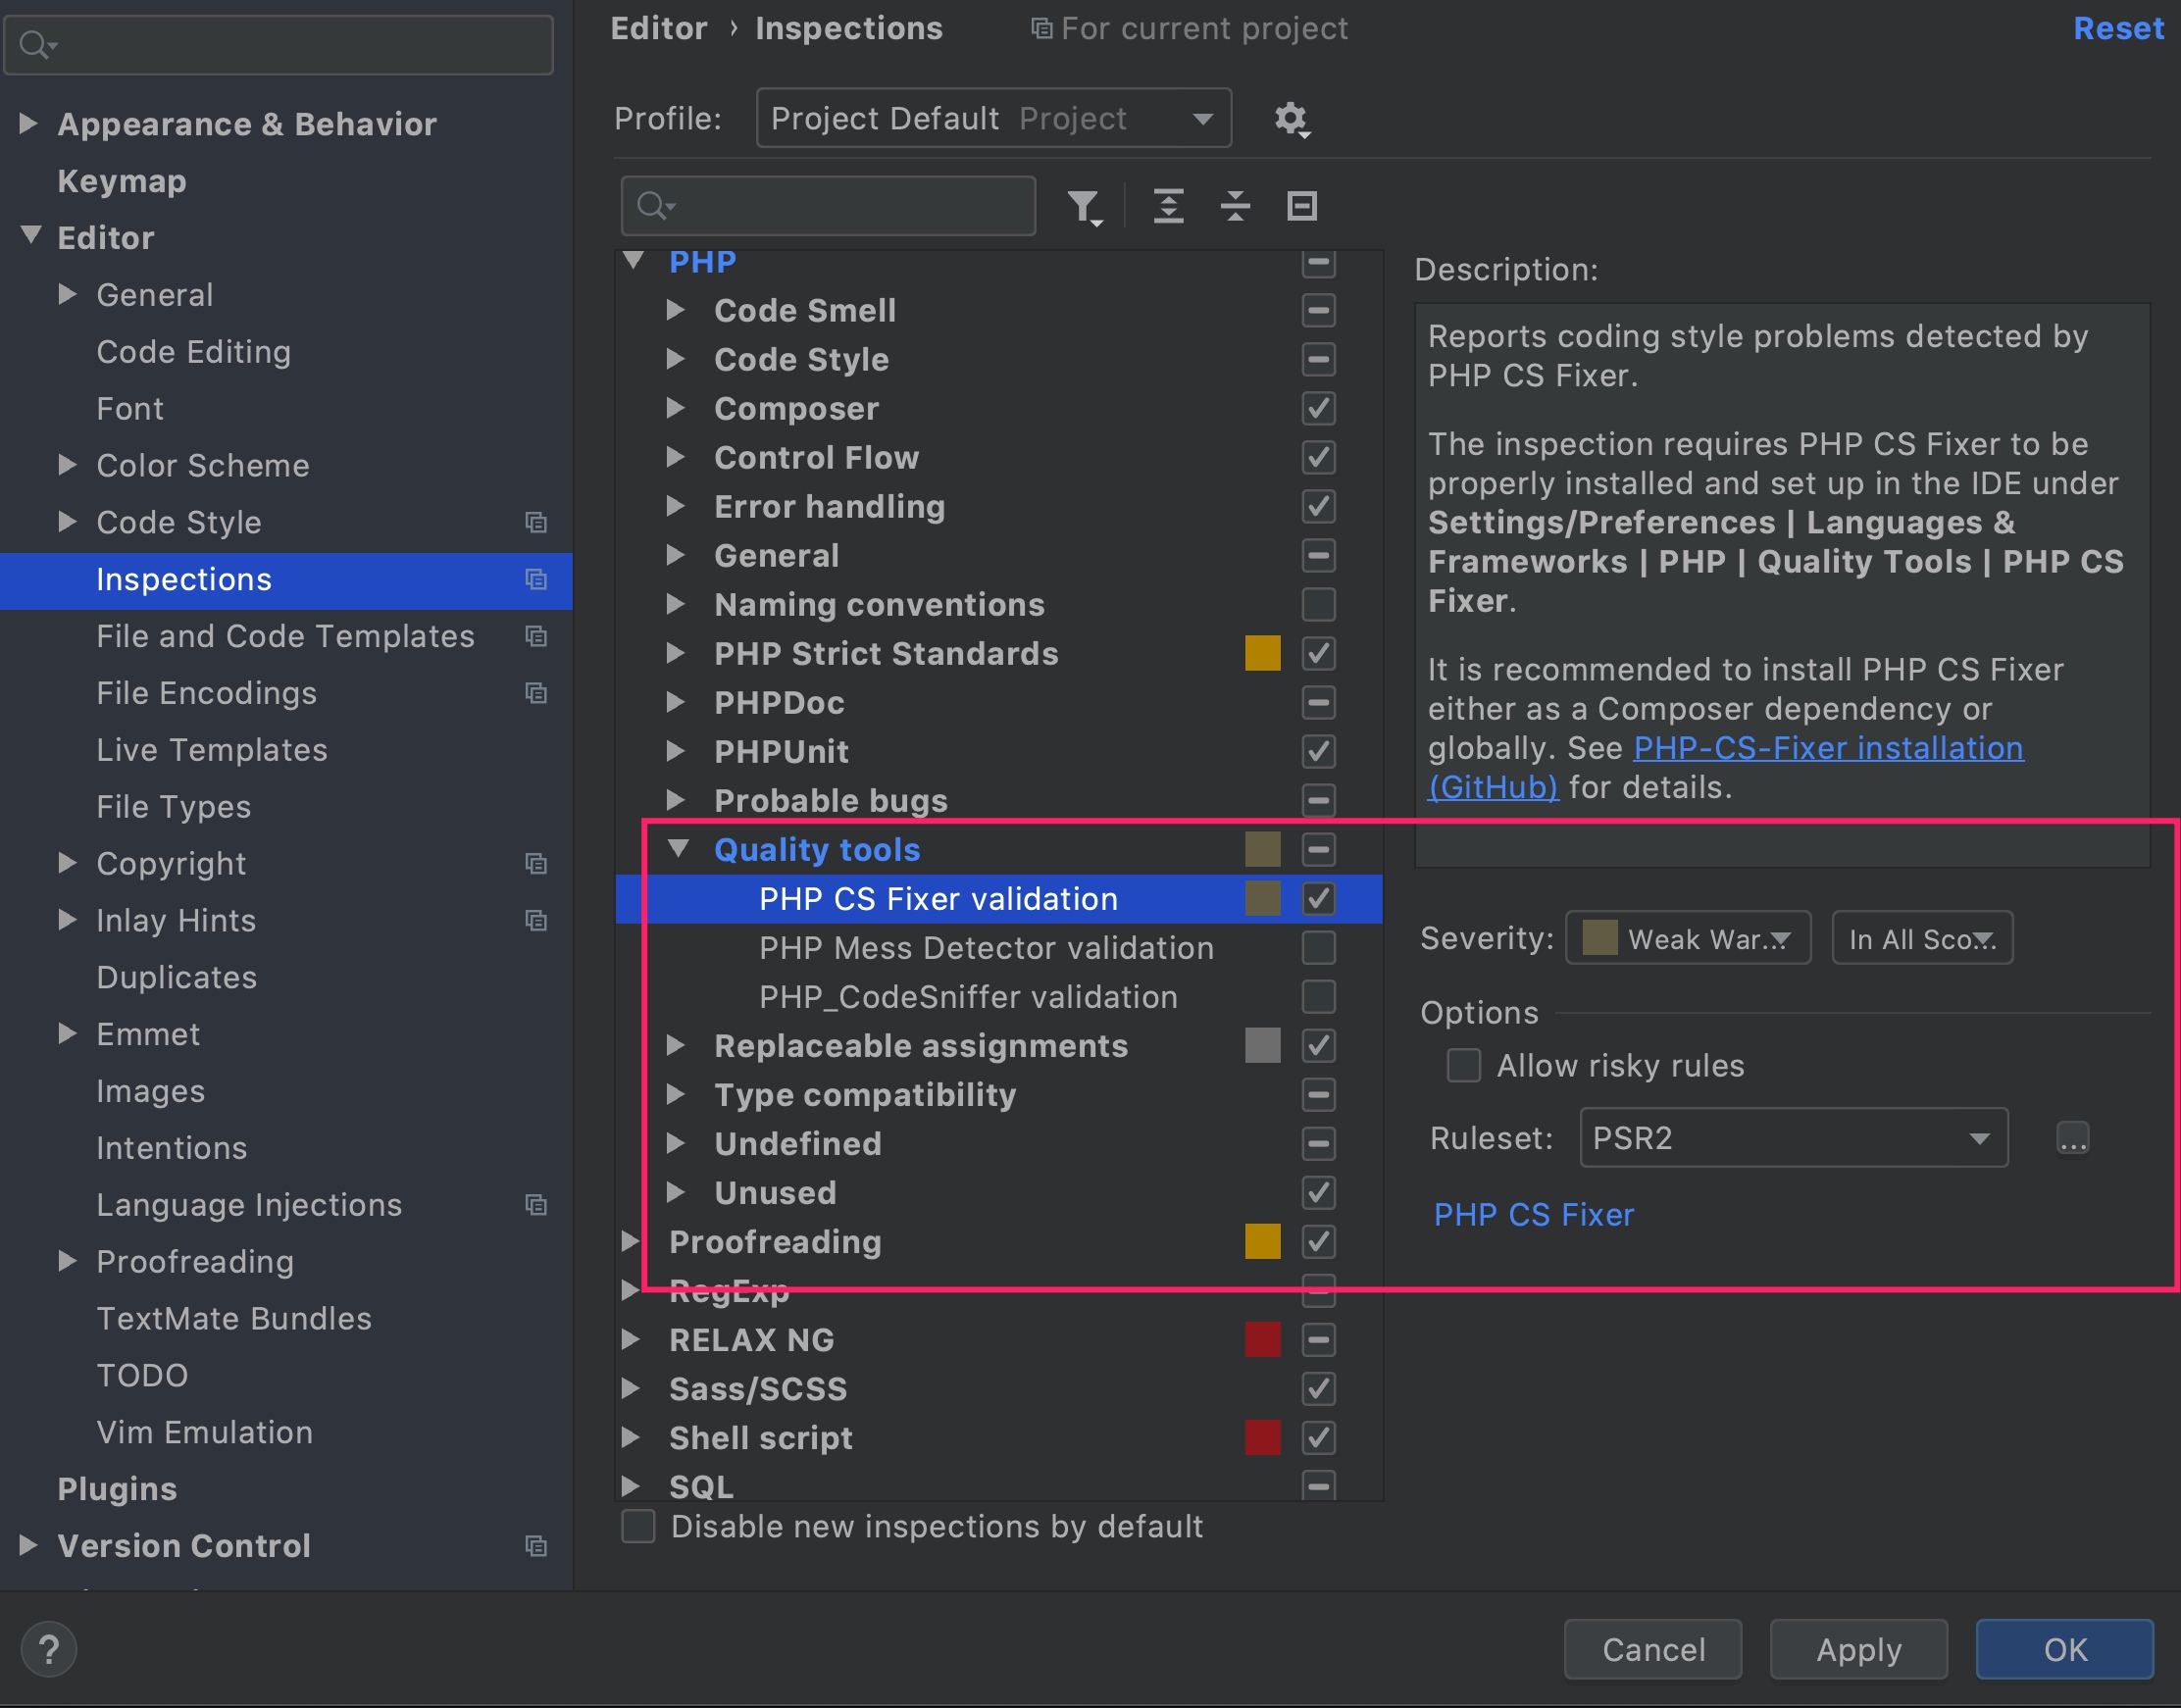 Editor › Inspections
For current project
Reset
Appearance & Behavior
Keymap
Editor
General
Code Editing
Font
Color Scheme
Code Style
Inspections
File and Code Templates
File Encodings
Live Templates
File Types
Copyright
Inlay Hints
Duplicates
Emmet
Images
Intentions
Language Injections
Proofreading
TextMate Bundles
TODO
Vim Emulation
Plugins
Version Control
Profile: Project Default Project
PHP
Code Smell
Code Style
Composer
Control Flow
Error handling
General
Naming conventions
PHP Strict Standards
PHPDoc
PHPUnit
Probable bugs
Quality tools
PHP CS Fixer validation
PHP Mess Detector validation
PHP_CodeSniffer validation
Replaceable assignments
Type compatibility
Undefined
Unused
Proofreading
RegExp
RELAX NG
Sass/SCSS
Shell script
SQL
Disable new inspections by default
Description:
Reports coding style problems detected by
PHP CS Fixer.
The inspection requires PHP CS Fixer to be
properly installed and set up in the IDE under
Settings/Preferences | Languages &
Frameworks | PHP | Quality Tools | PHP CS
Fixer.
It is recommended to install PHP CS Fixer
either as a Composer dependency or
globally. See PHP-CS-Fixer installation
(GitHub) for details.
Severity: Weak War... In All Sco...
Options
Allow risky rules
Ruleset: PSR2 ...
PHP CS Fixer
?
Cancel
Apply
OK